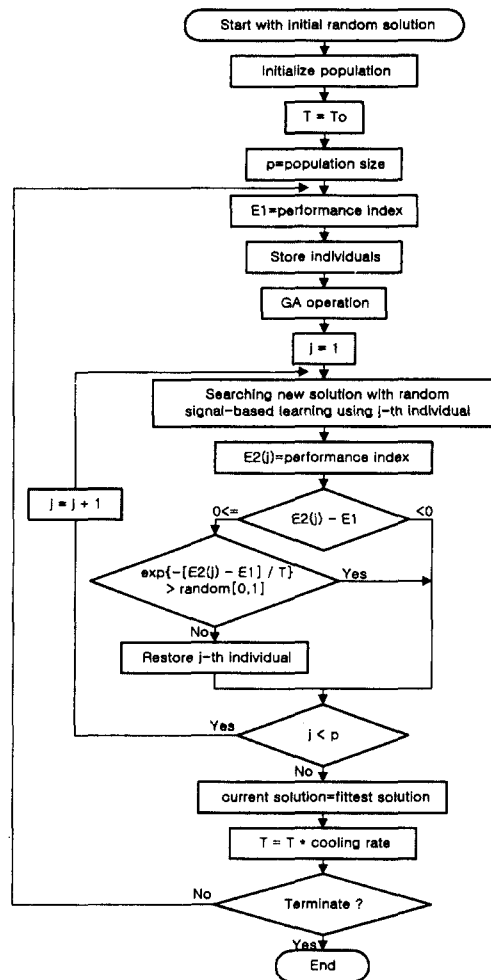 Start with initial random solution
Initialize population
T = To
p=population size
E1=performance index
Store individuals
GA operation
j = 1
Searching new solution with random
signal-based learning using j-th individual
E2(j)=performance index
j = j + 1
0<=
<0
E2(j) - E1
exp{-[E2(j) - E1] / T}
> random[0,1]
Yes
No
Restore j-th individual
Yes
j < p
No
current solution=fittest solution
T = T * cooling rate
No
Terminate ?
Yes
End